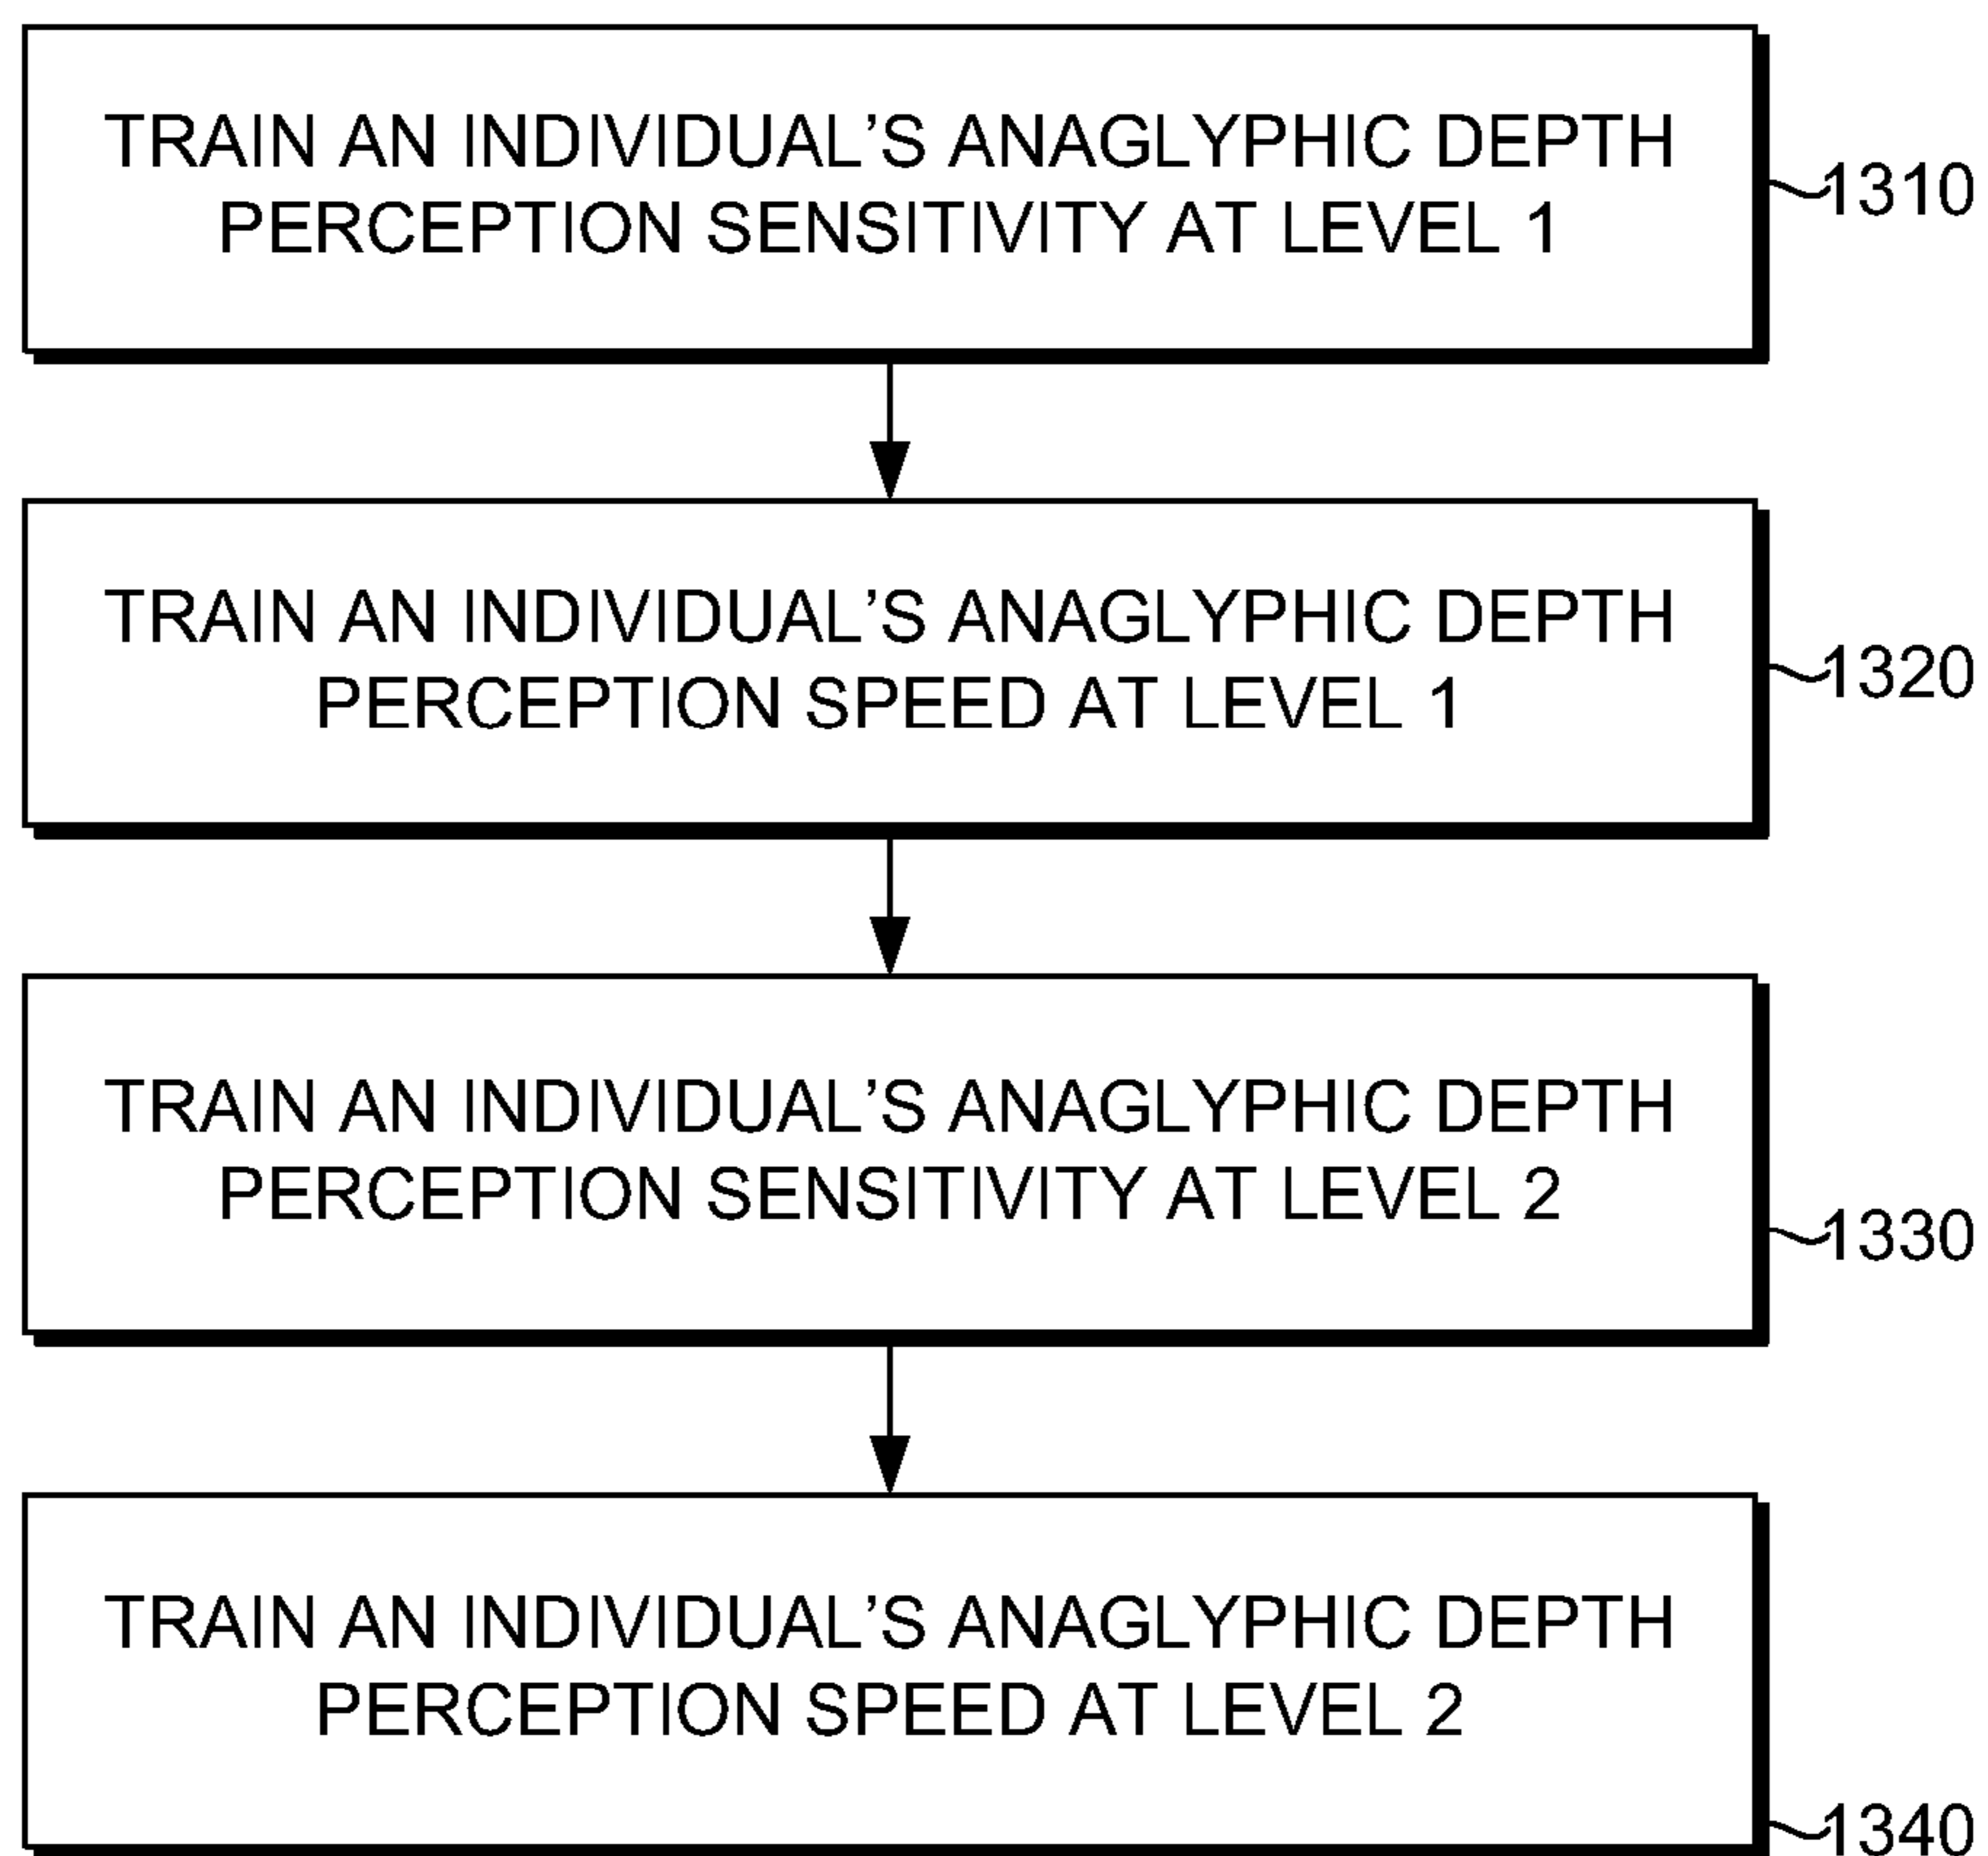 TRAIN AN INDIVIDUAL'S ANAGLYPHIC DEPTH
PERCEPTION SENSITIVITY AT LEVEL 1
1310
TRAIN AN INDIVIDUAL'S ANAGLYPHIC DEPTH
PERCEPTION SPEED AT LEVEL 1
1320
TRAIN AN INDIVIDUAL'S ANAGLYPHIC DEPTH
PERCEPTION SENSITIVITY AT LEVEL 2
1330
TRAIN AN INDIVIDUAL'S ANAGLYPHIC DEPTH
PERCEPTION SPEED AT LEVEL 2
1340